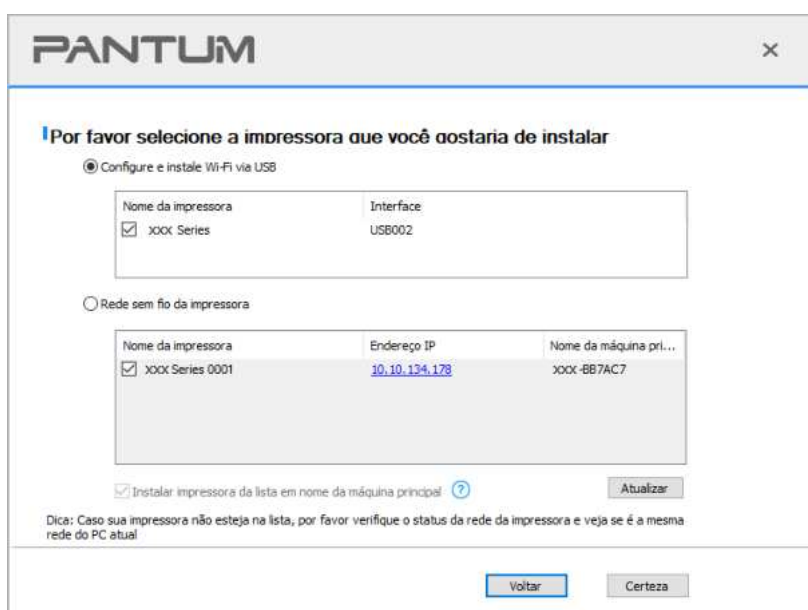 PANTUM
Por favor selecione a impressora que você gostaria de instalar
Configure e instale Wi-Fi via USB
Nome da impressora Interface
XXX Series USB002
Rede sem fio da impressora
Nome da impressora Endereço IP Nome da máquina pri...
XXX Series 0001 10.10.134.178 XXX-BB7AC7
Instalar impressora da lista em nome da máquina principal ?
Atualizar
Dica: Caso sua impressora não esteja na lista, por favor verifique o status da rede da impressora e veja se é a mesma
rede do PC atual
Voltar Certeza